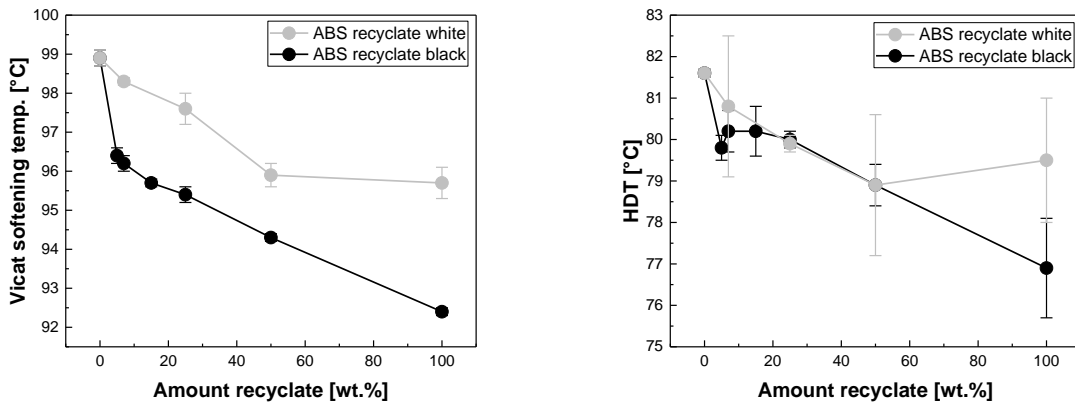 100
99
98
97
96
95
94
93
92
Vicat softening temp. [°C]
ABS recyclate white
ABS recyclate black
0 20 40 60 80 100
Amount recyclate [wt.%]
83
82
81
80
79
78
77
76
75
HDT [°C]
ABS recyclate white
ABS recyclate black
0 20 40 60 80 100
Amount recyclate [wt.%]